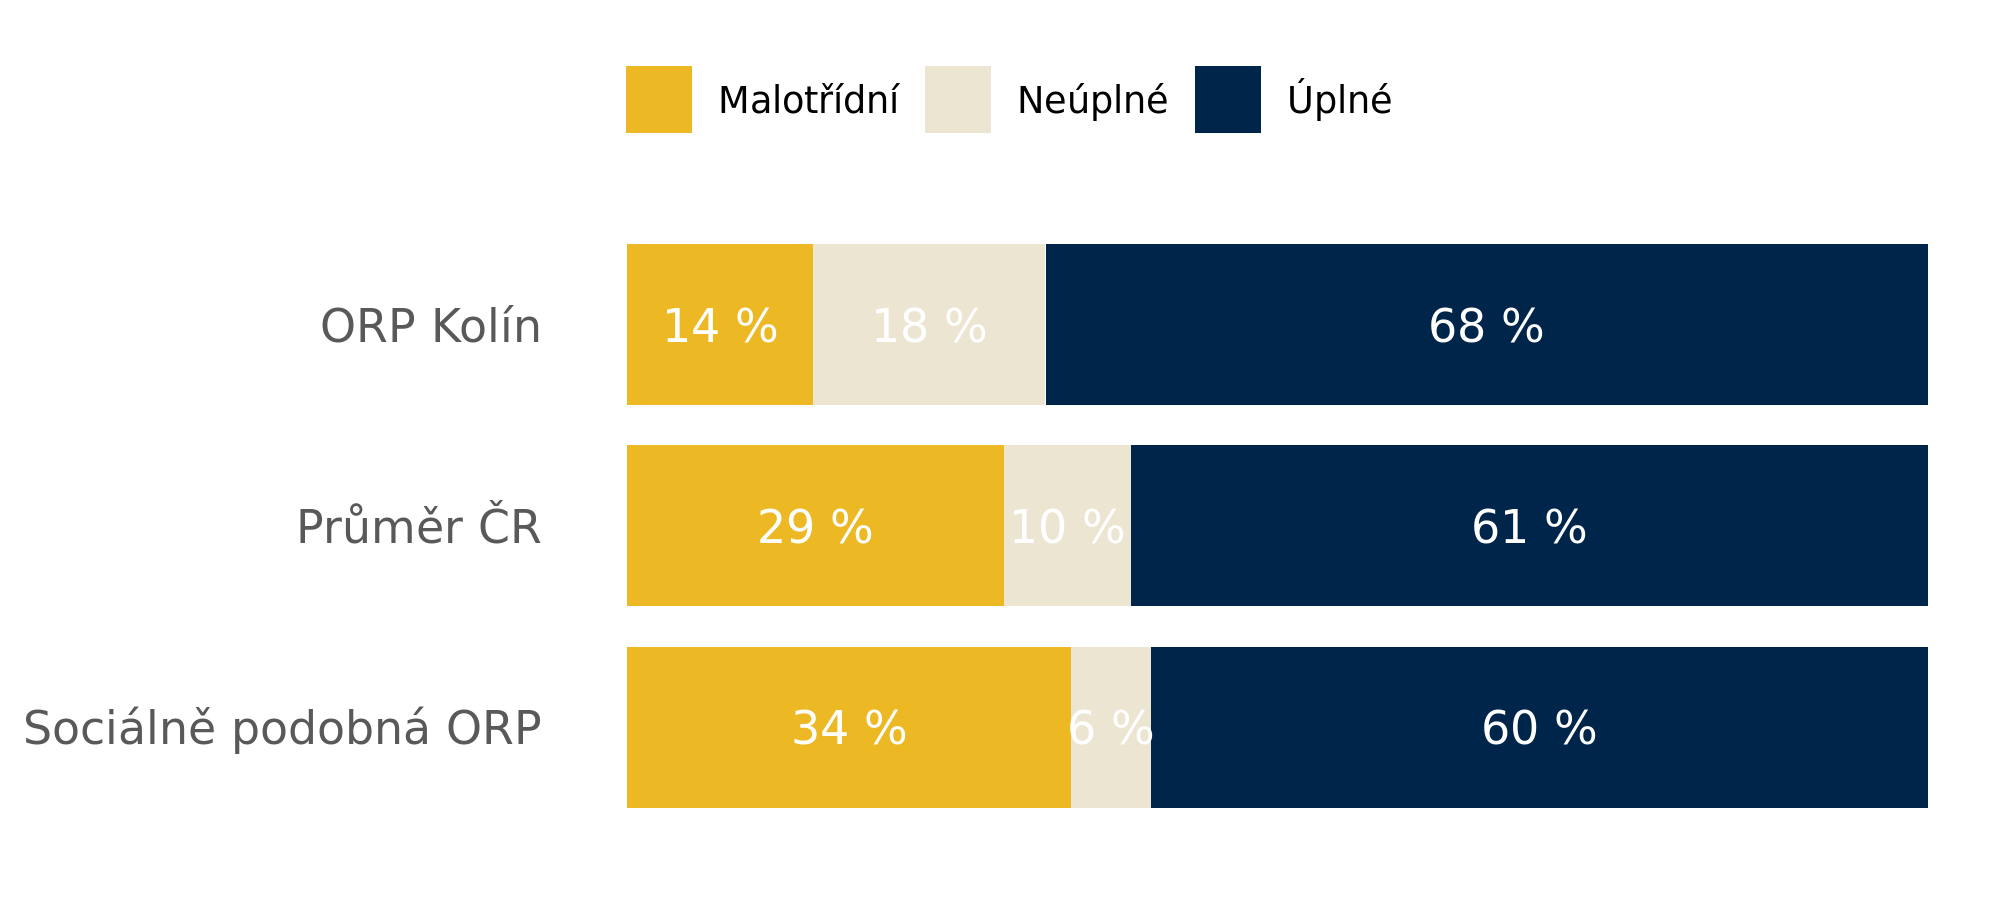 Malotřídní Neúplné Úplné
ORP Kolín 14 % 18 % 68 %
Průměr ČR 29 % 10 % 61 %
Sociálně podobná ORP 34 % 6 % 60 %